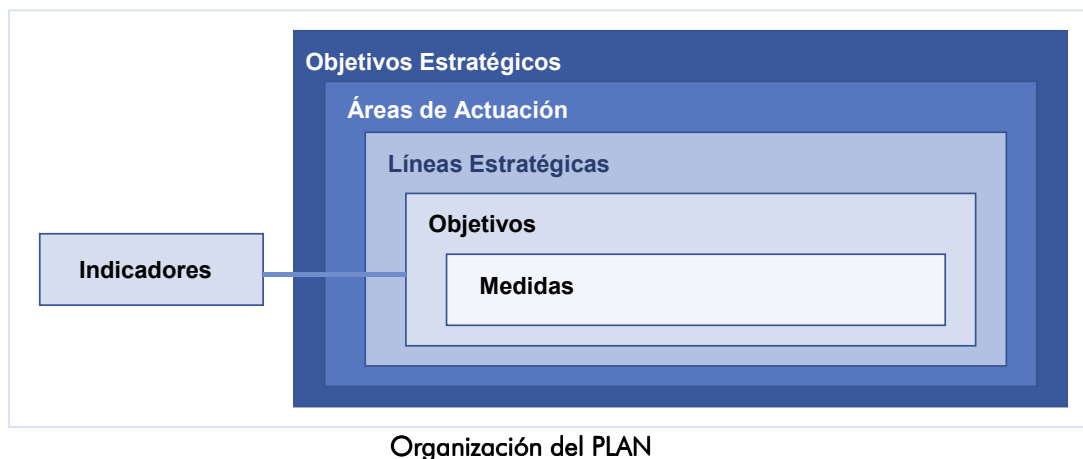 Objetivos Estratégicos
Áreas de Actuación
Líneas Estratégicas
Objetivos
Indicadores
Medidas
Organización del PLAN